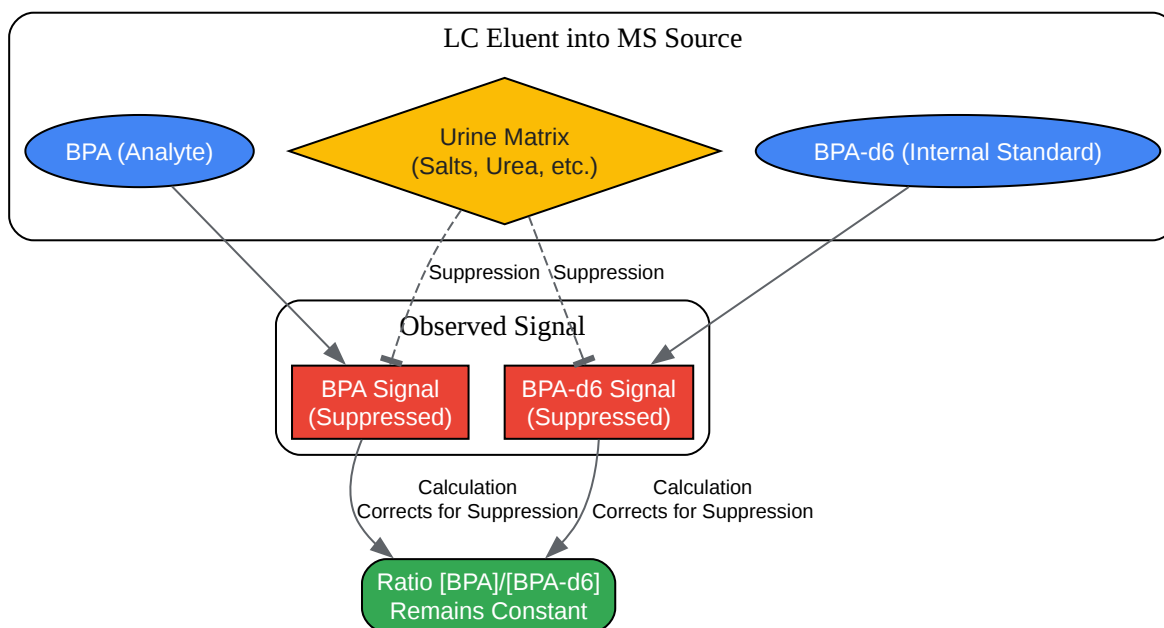 LC Eluent into MS Source
BPA (Analyte)
Urine Matrix
(Salts, Urea, etc.)
BPA-d6 (Internal Standard)
Suppression
Suppression
Observed Signal
BPA Signal
(Suppressed)
BPA-d6 Signal
(Suppressed)
Calculation
Corrects for Suppression
Calculation
Corrects for Suppression
Ratio [BPA]/[BPA-d6]
Remains Constant